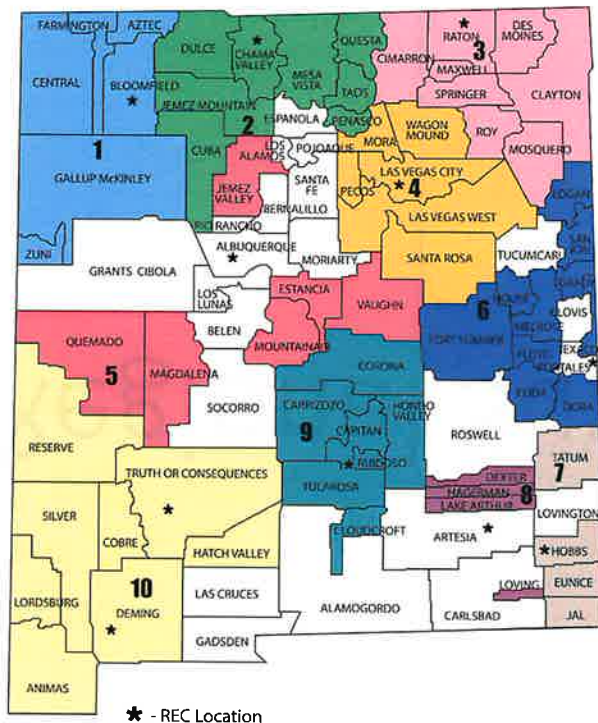 FARMINGTON
AZTEC
CENTRAL
BLOOMFIELD
1
GALLUP McKINLEY
ZUNI
DULCE
CHAMA
VALLEY
QUESTA
MESA
VISTA
TAOS
JEMEZ MOUNTAIN
2
CUBA
PENASCO
ESPANOLA
LOS
ALAMOS
POJOAQUE
JEMEZ
VALLEY
SANTA
FE
BERNALILLO
RIO RANCHO
ALBUQUERQUE
MORIARTY
CIMARRON
RATON
3
DES
MOINES
MAXWELL
SPRINGER
CLAYTON
ROY
MOSQUERO
MORA
WAGON
MOUND
LAS VEGAS CITY
PECOS
4
LAS VEGAS WEST
SANTA ROSA
TUCUMCARI
LOGAN
SAN
JON
GRADY
HOUSE
6
MELROSE
CLOVIS
FORT SUMNER
FLOYD
TEXICO
PORTALES
ELIDA
DORA
GRANTS CIBOLA
LOS
LUNAS
BELEN
ESTANCIA
VAUGHN
MOUNTAINAIR
QUEMADO
5
MAGDALENA
SOCORRO
CORONA
CARRIZOZO
HONDO
VALLEY
9
CAPITAN
RUIDOSO
TULAROSA
CLOUDCROFT
ROSWELL
DEXTER
HAGERMAN
8
LAKE ARTHUR
TATUM
7
LOVINGTON
ARTESIA
HOBBS
LOVING
EUNICE
CARLSBAD
JAL
RESERVE
TRUTH OR CONSEQUENCES
SILVER
COBRE
HATCH VALLEY
10
LAS CRUCES
LORDSBURG
DEMING
ALAMOGORDO
GADSDEN
ANIMAS
★ - REC Location